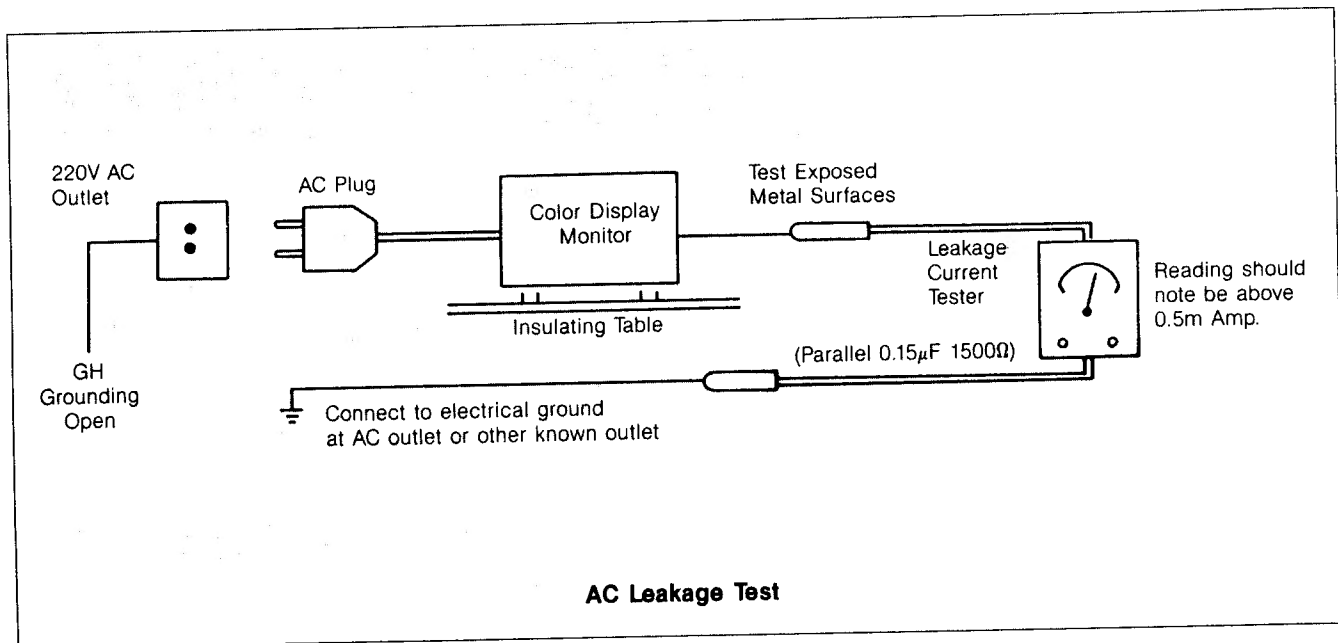 220V AC
Outlet
AC Plug
Color Display
Monitor
Test Exposed
Metal Surfaces
Leakage
Current
Tester
Reading should
note be above
0.5m Amp.
Insulating Table
(Parallel 0.15µF 1500Ω)
GH
Grounding
Open
Connect to electrical ground
at AC outlet or other known outlet
AC Leakage Test